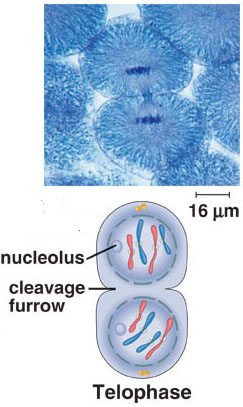 16 μm
nucleolus
cleavage
furrow
Telophase